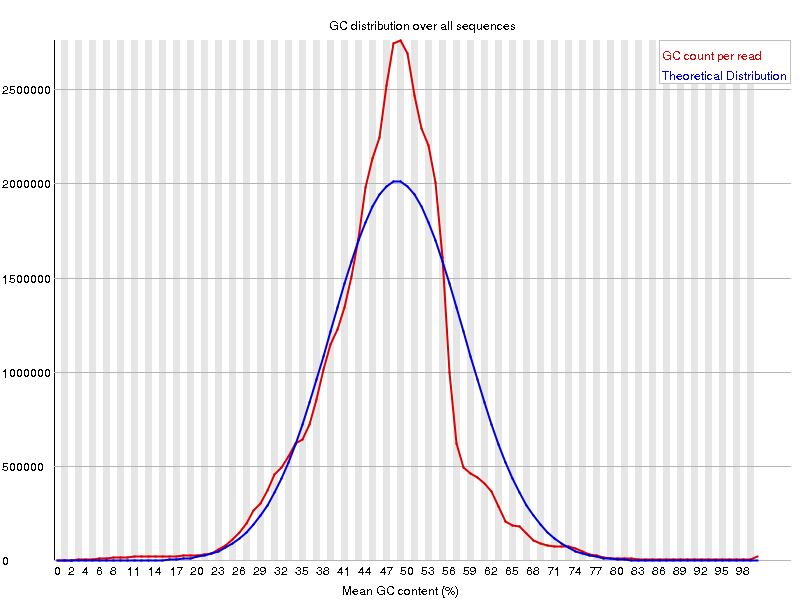 GC distribution over all sequences
GC count per read
Theoretical Distribution
2500000
2000000
1500000
1000000
500000
0
0 2 4 6 8 11 14 17 20 23 26 29 32 35 38 41 44 47 50 53 56 59 62 65 68 71 74 77 80 83 86 89 92 95 98
Mean GC content (%)